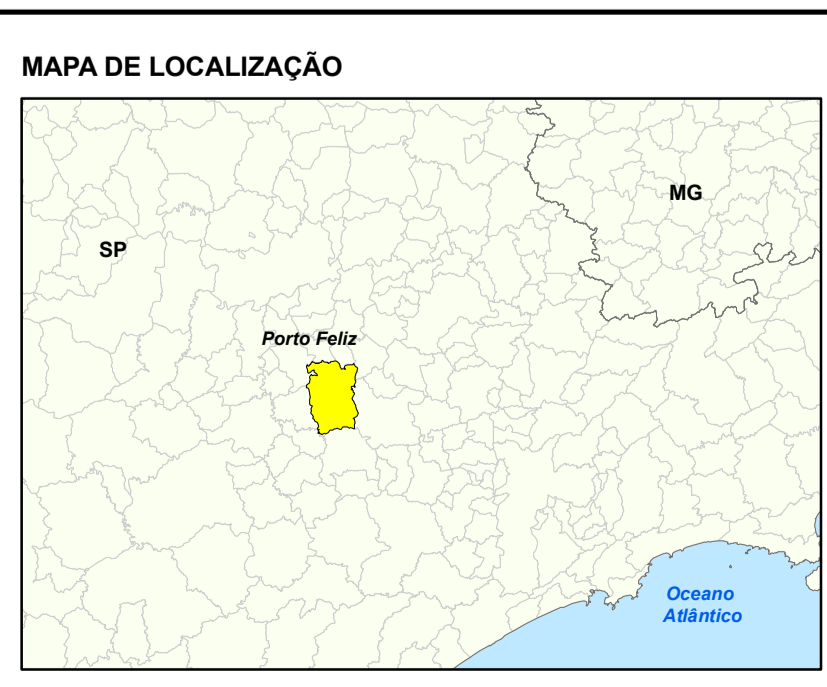 MAPA DE LOCALIZAÇÃO
MG
SP
Porto Feliz
Oceano
Atlântico